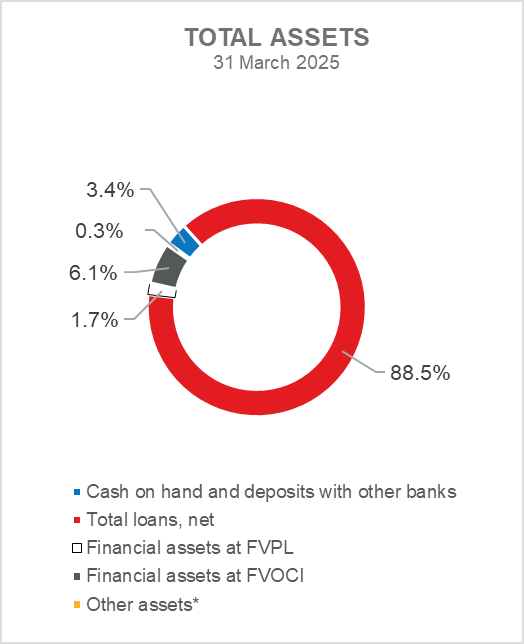 TOTAL ASSETS
31 March 2025
3.4%
0.3%
6.1%
1.7%
88.5%
Cash on hand and deposits with other banks
Total loans, net
Financial assets at FVPL
Financial assets at FVOCI
Other assets*